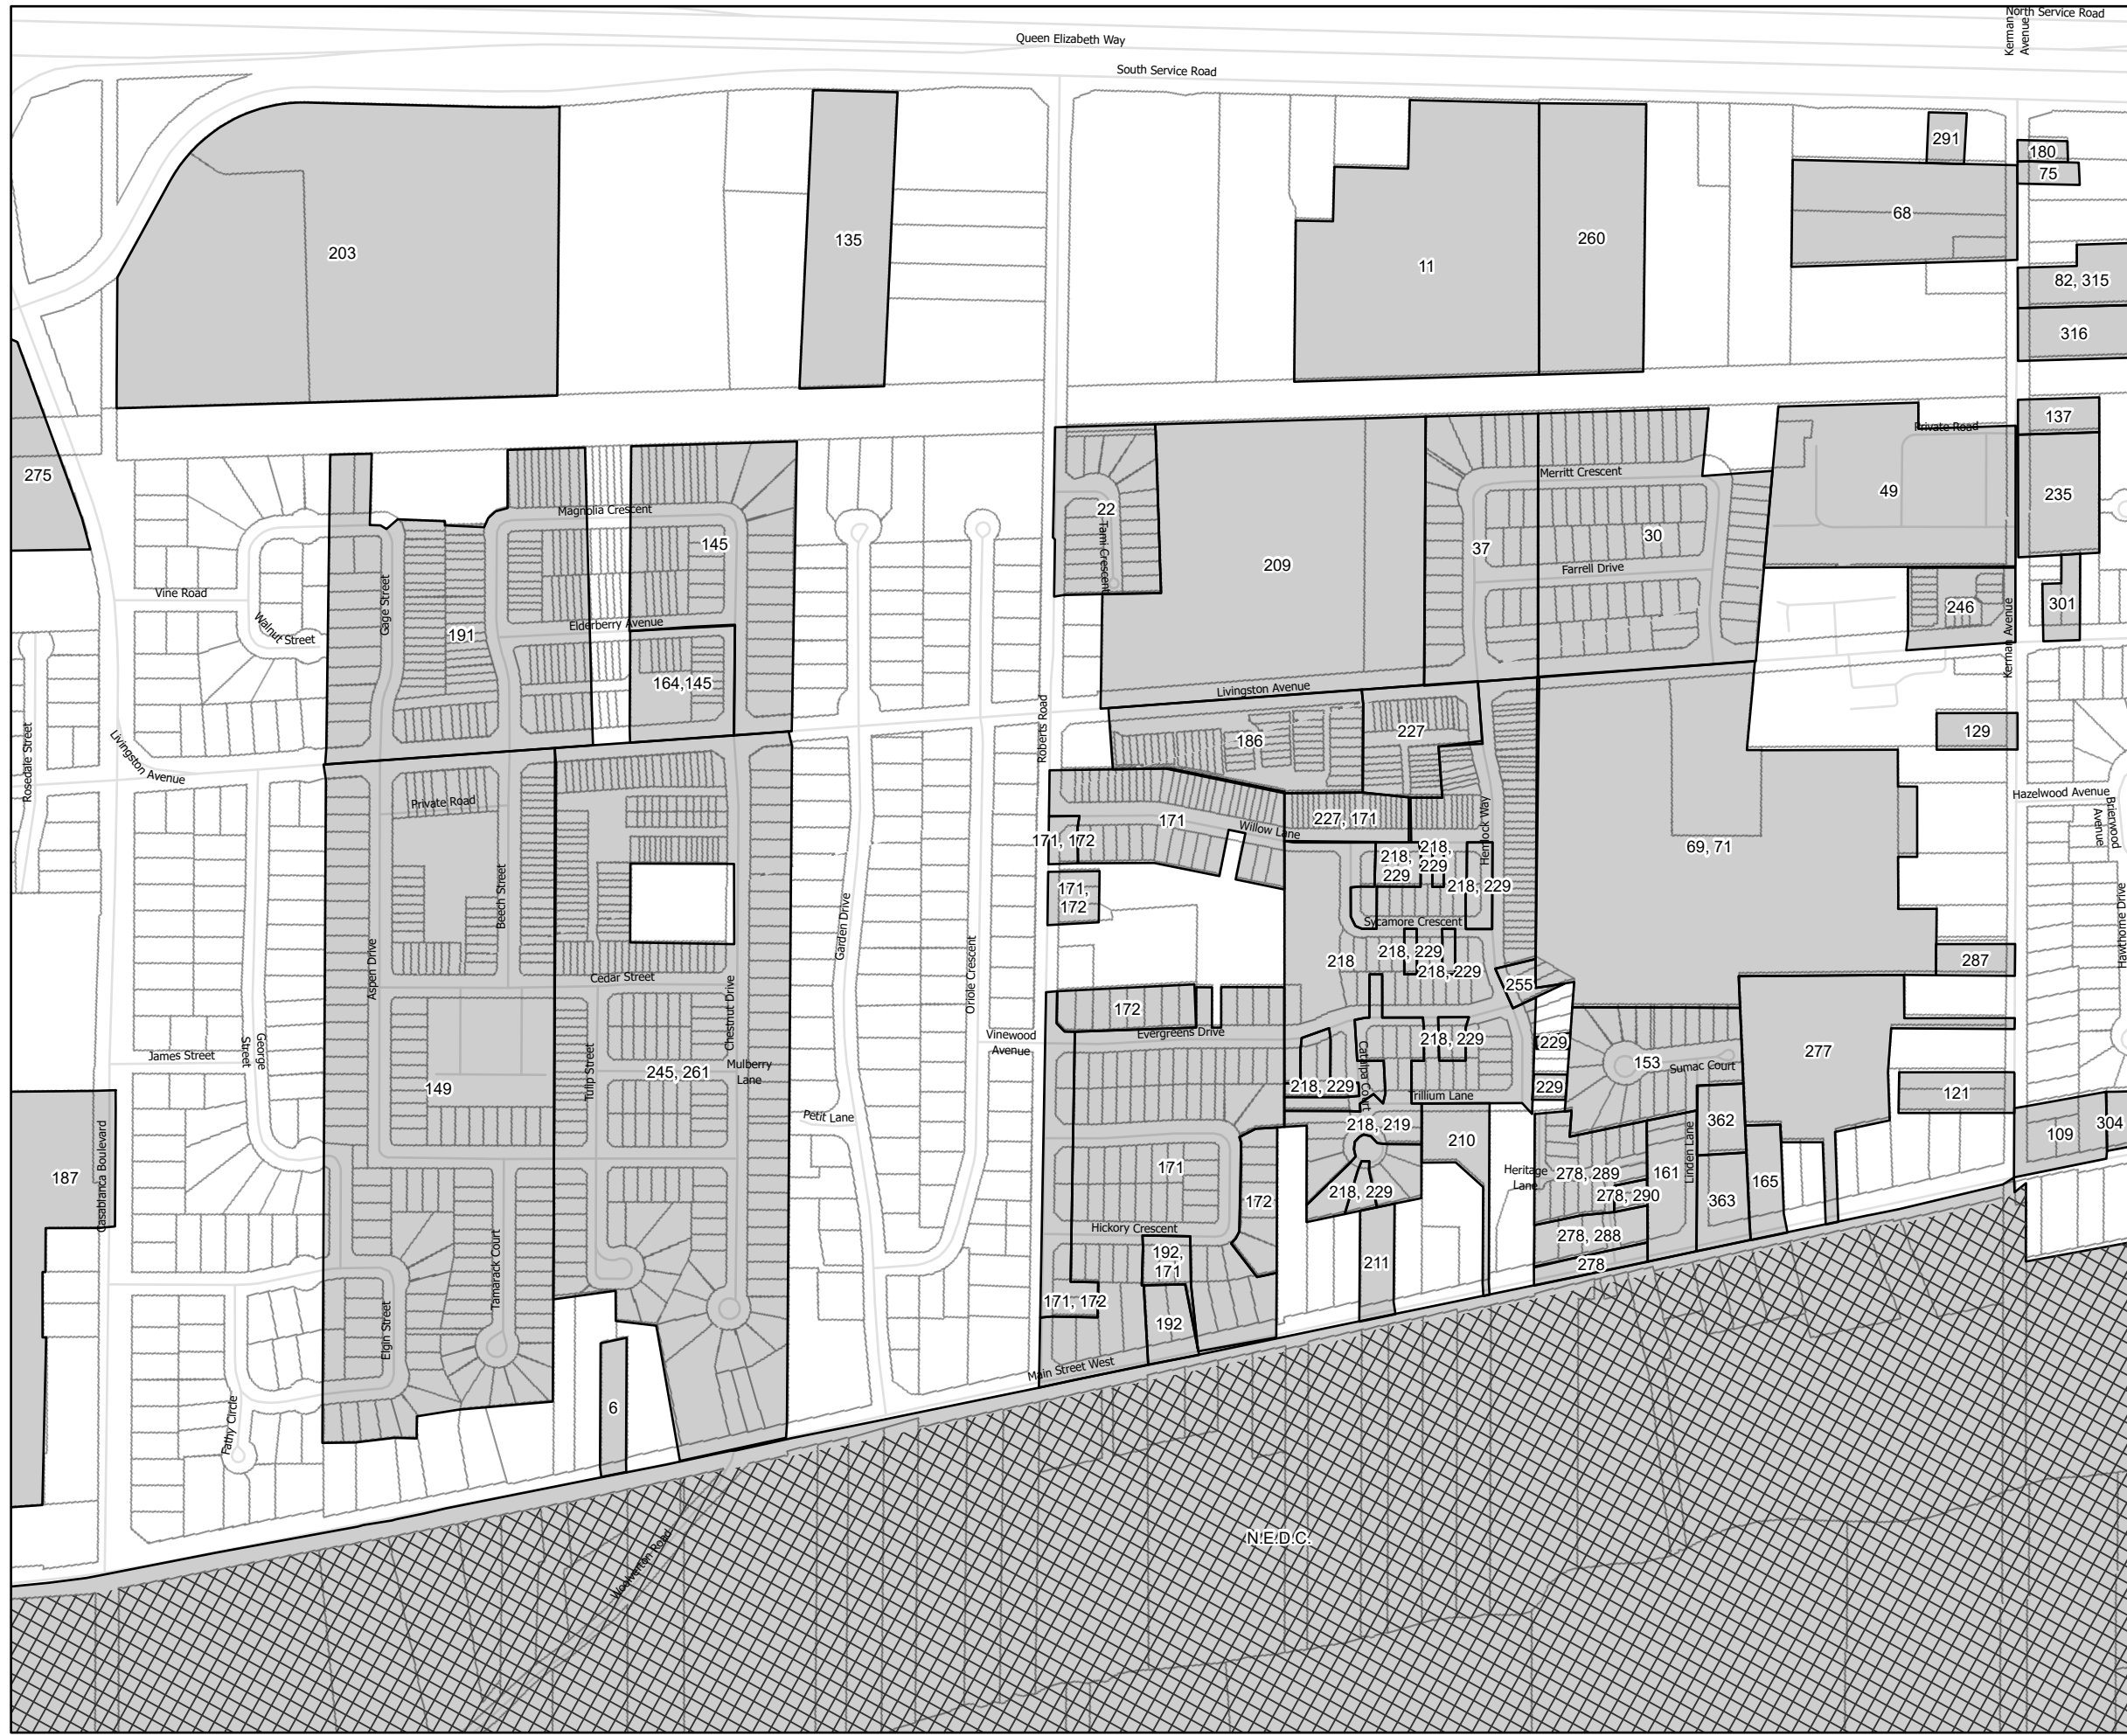 North Service Road
Kerman
Avenue
Queen Elizabeth Way
South Service Road
291
180
75
68
203
135
11
260
82, 315
316
137
Private Road
275
Magnolia Crescent
145
22
Tami Crescent
209
37
Merritt Crescent
30
Farrell Drive
49
235
Vine Road
Walnut Street
Gage Street
191
Elderberry Avenue
164,145
246
301
Kerman Avenue
Rosedale Street
Livingston Avenue
Roberts Road
Livingston Avenue
186
227
129
Private Road
171
Willow Lane
227, 171
Hemlock Way
Hazelwood Avenue
Brierwood
Avenue
171, 172
218,
229
218,
229
218, 229
69, 71
171,
172
Beech Street
Garden Drive
Sycamore Crescent
Hawthorne Drive
Aspen Drive
Cedar Street
Oriole Crescent
218
218, 229
218, 229
255
287
Chestnut Drive
172
Evergreens Drive
Vinewood
Avenue
James Street
George
Street
149
Tulip Street
245, 261
Mulberry
Lane
Catalpa Court
218, 229
229
153
Sumac Court
277
218, 229
229
121
Trillium Lane
Petit Lane
218, 219
210
362
109
304
187
Casablanca Boulevard
171
172
218, 229
Heritage
Lane
278, 289
161
Linden Lane
165
278, 290
363
Hickory Crescent
278, 288
192,
171
211
278
Tamarack Court
Elgin Street
171, 172
192
Main Street West
6
Fathy Circle
Woolverton Road
N.E.D.C.